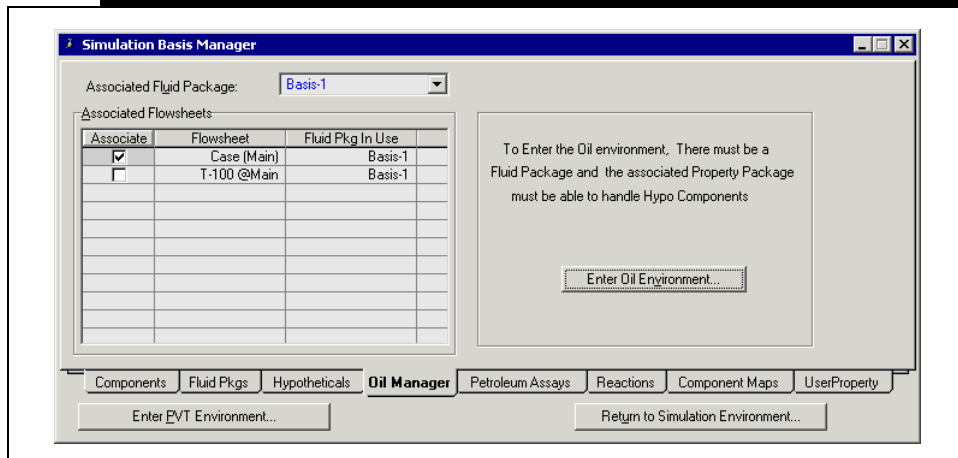 Simulation Basis Manager
Associated Fluid Package: Basis-1
Associated Flowsheets
Associate Flowsheet Fluid Pkg In Use
Case (Main) Basis-1
T-100 @Main Basis-1
To Enter the Oil environment, There must be a
Fluid Package and the associated Property Package
must be able to handle Hypo Components
Enter Oil Environment...
Components Fluid Pkgs Hypotheticals Oil Manager Petroleum Assays Reactions Component Maps UserProperty
Enter PVT Environment... Return to Simulation Environment...